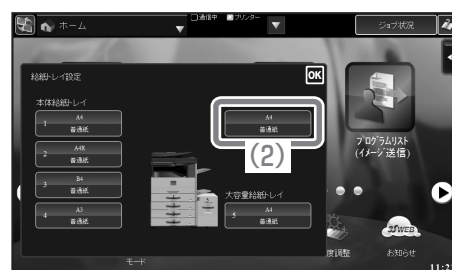 ホーム
通信中
プリンター
ジョブ状況
給紙トレイ設定
OK
本体給紙トレイ
1 A4
普通紙
A4
普通紙
(2)
2 A4R
普通紙
3 B4
普通紙
4 A3
普通紙
大容量給紙トレイ
5 A4
普通紙
プログラムリスト
(イメージ送信)
WEB
度調整
お知らせ
モード